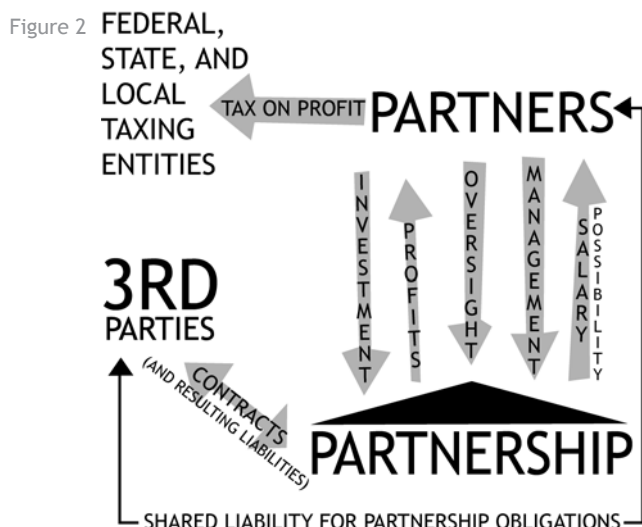 Figure 2
FEDERAL,
STATE, AND
LOCAL
TAXING
ENTITIES
TAX ON PROFIT
PARTNERS
INVESTMENT
PROFITS
OVERSIGHT
MANAGEMENT
SALARY
POSSIBILITY
3RD
PARTIES
CONTRACTS
(AND RESULTING LIABILITIES)
PARTNERSHIP
SHARED LIABILITY FOR PARTNERSHIP OBLIGATIONS